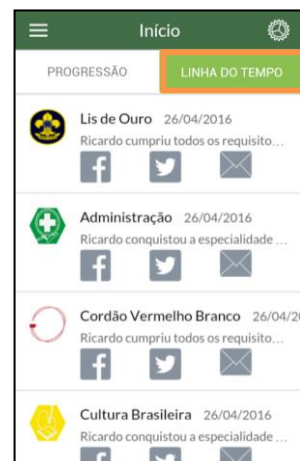 Início
PROGRESSÃO LINHA DO TEMPO
Lis de Ouro 26/04/2016
Ricardo cumpriu todos os requisito...
Administração 26/04/2016
Ricardo conquistou a especialidade ...
Cordão Vermelho Branco 26/04/20
Ricardo cumpriu todos os requisito...
Cultura Brasileira 26/04/2016
Ricardo conquistou a especialidade ...